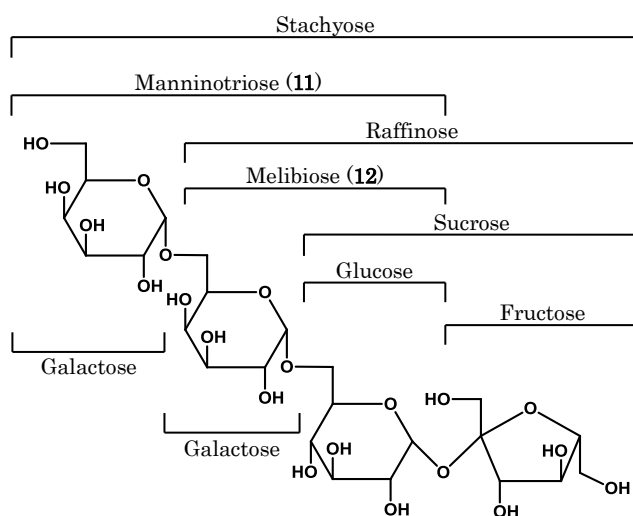 Stachyose
Manninotriose (11)
Raffinose
Melibiose (12)
Sucrose
Glucose
Fructose
HO
O
HO
OH
O
OH
O
OH
OH
Galactose
O
OH
HO
O
O
HO
OH
Galactose
O
HO
OH
HO
OH
OH
OH